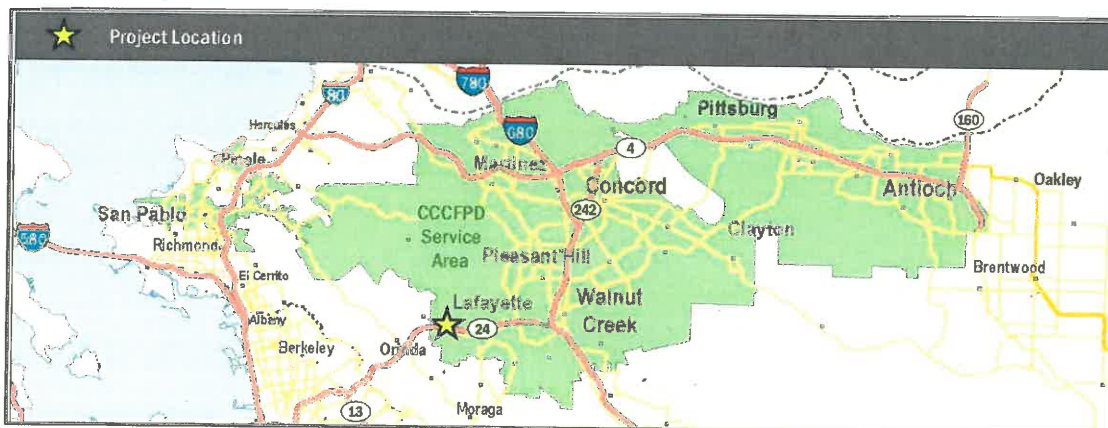 Project Location
80
780
Hercules
680
Pittsburg
160
Pinole
Martinez
4
Concord
Antioch
Oakley
San Pablo
242
CCCFPD
Service
Area
Clayton
580
Richmond
Pleasant Hill
Brentwood
El Cerrito
Lafayette
Walnut
Creek
Albany
24
Berkeley
Orinda
13
Moraga